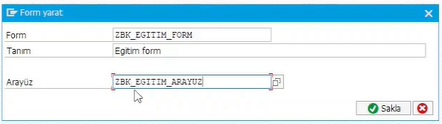 Form yarat
Form ZBK_EGITIM_FORM
Tanım Egitim form
Arayüz ZBK_EGITIM_ARAYUZ
Sakla